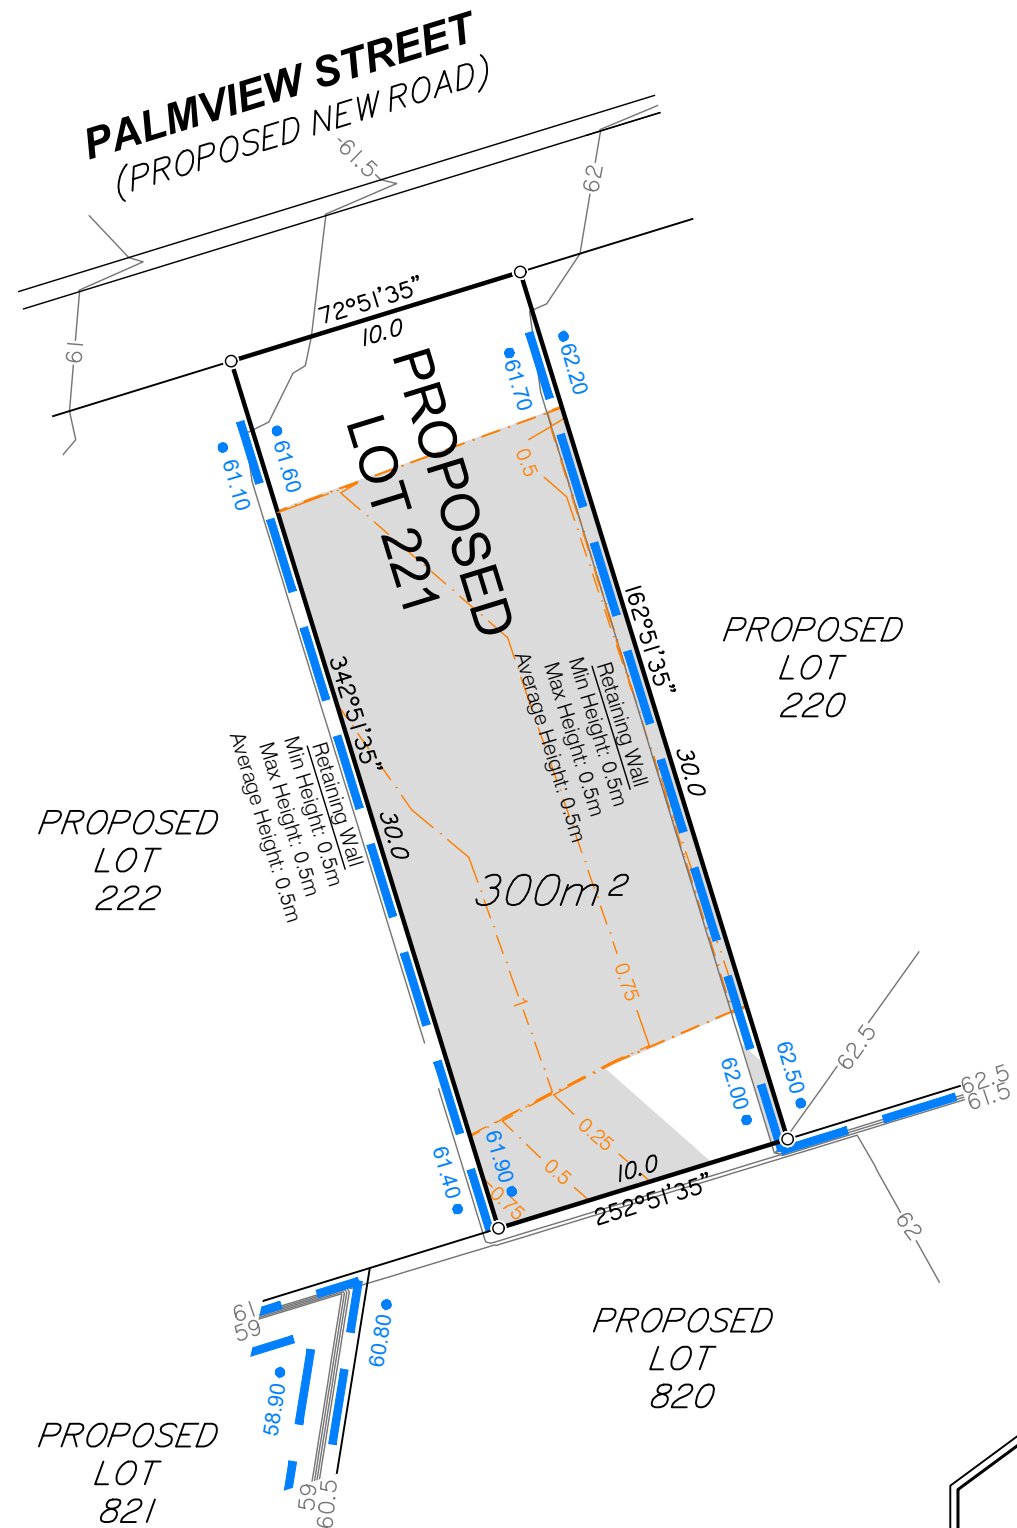 PALMVIEW STREET
(PROPOSED NEW ROAD)
-61.5
62
61
72°51'35"
10.0
PROPOSED
LOT 221
61.70
62.20
61.10
61.60
0.5
162°51'35"
30.0
Retaining Wall
Min Height: 0.5m
Max Height: 0.5m
Average Height: 0.5m
PROPOSED
LOT
220
342°51'35"
30.0
Retaining Wall
Min Height: 0.5m
Max Height: 0.5m
Average Height: 0.5m
PROPOSED
LOT
222
300m²
0.75
1
62.00
62.50
62.5
62.5
61.5
0.25
0.5
0.75
61.40
61.90
10.0
252°51'35"
62
61
59
60.80
58.90
59
60.5
PROPOSED
LOT
820
PROPOSED
LOT
821